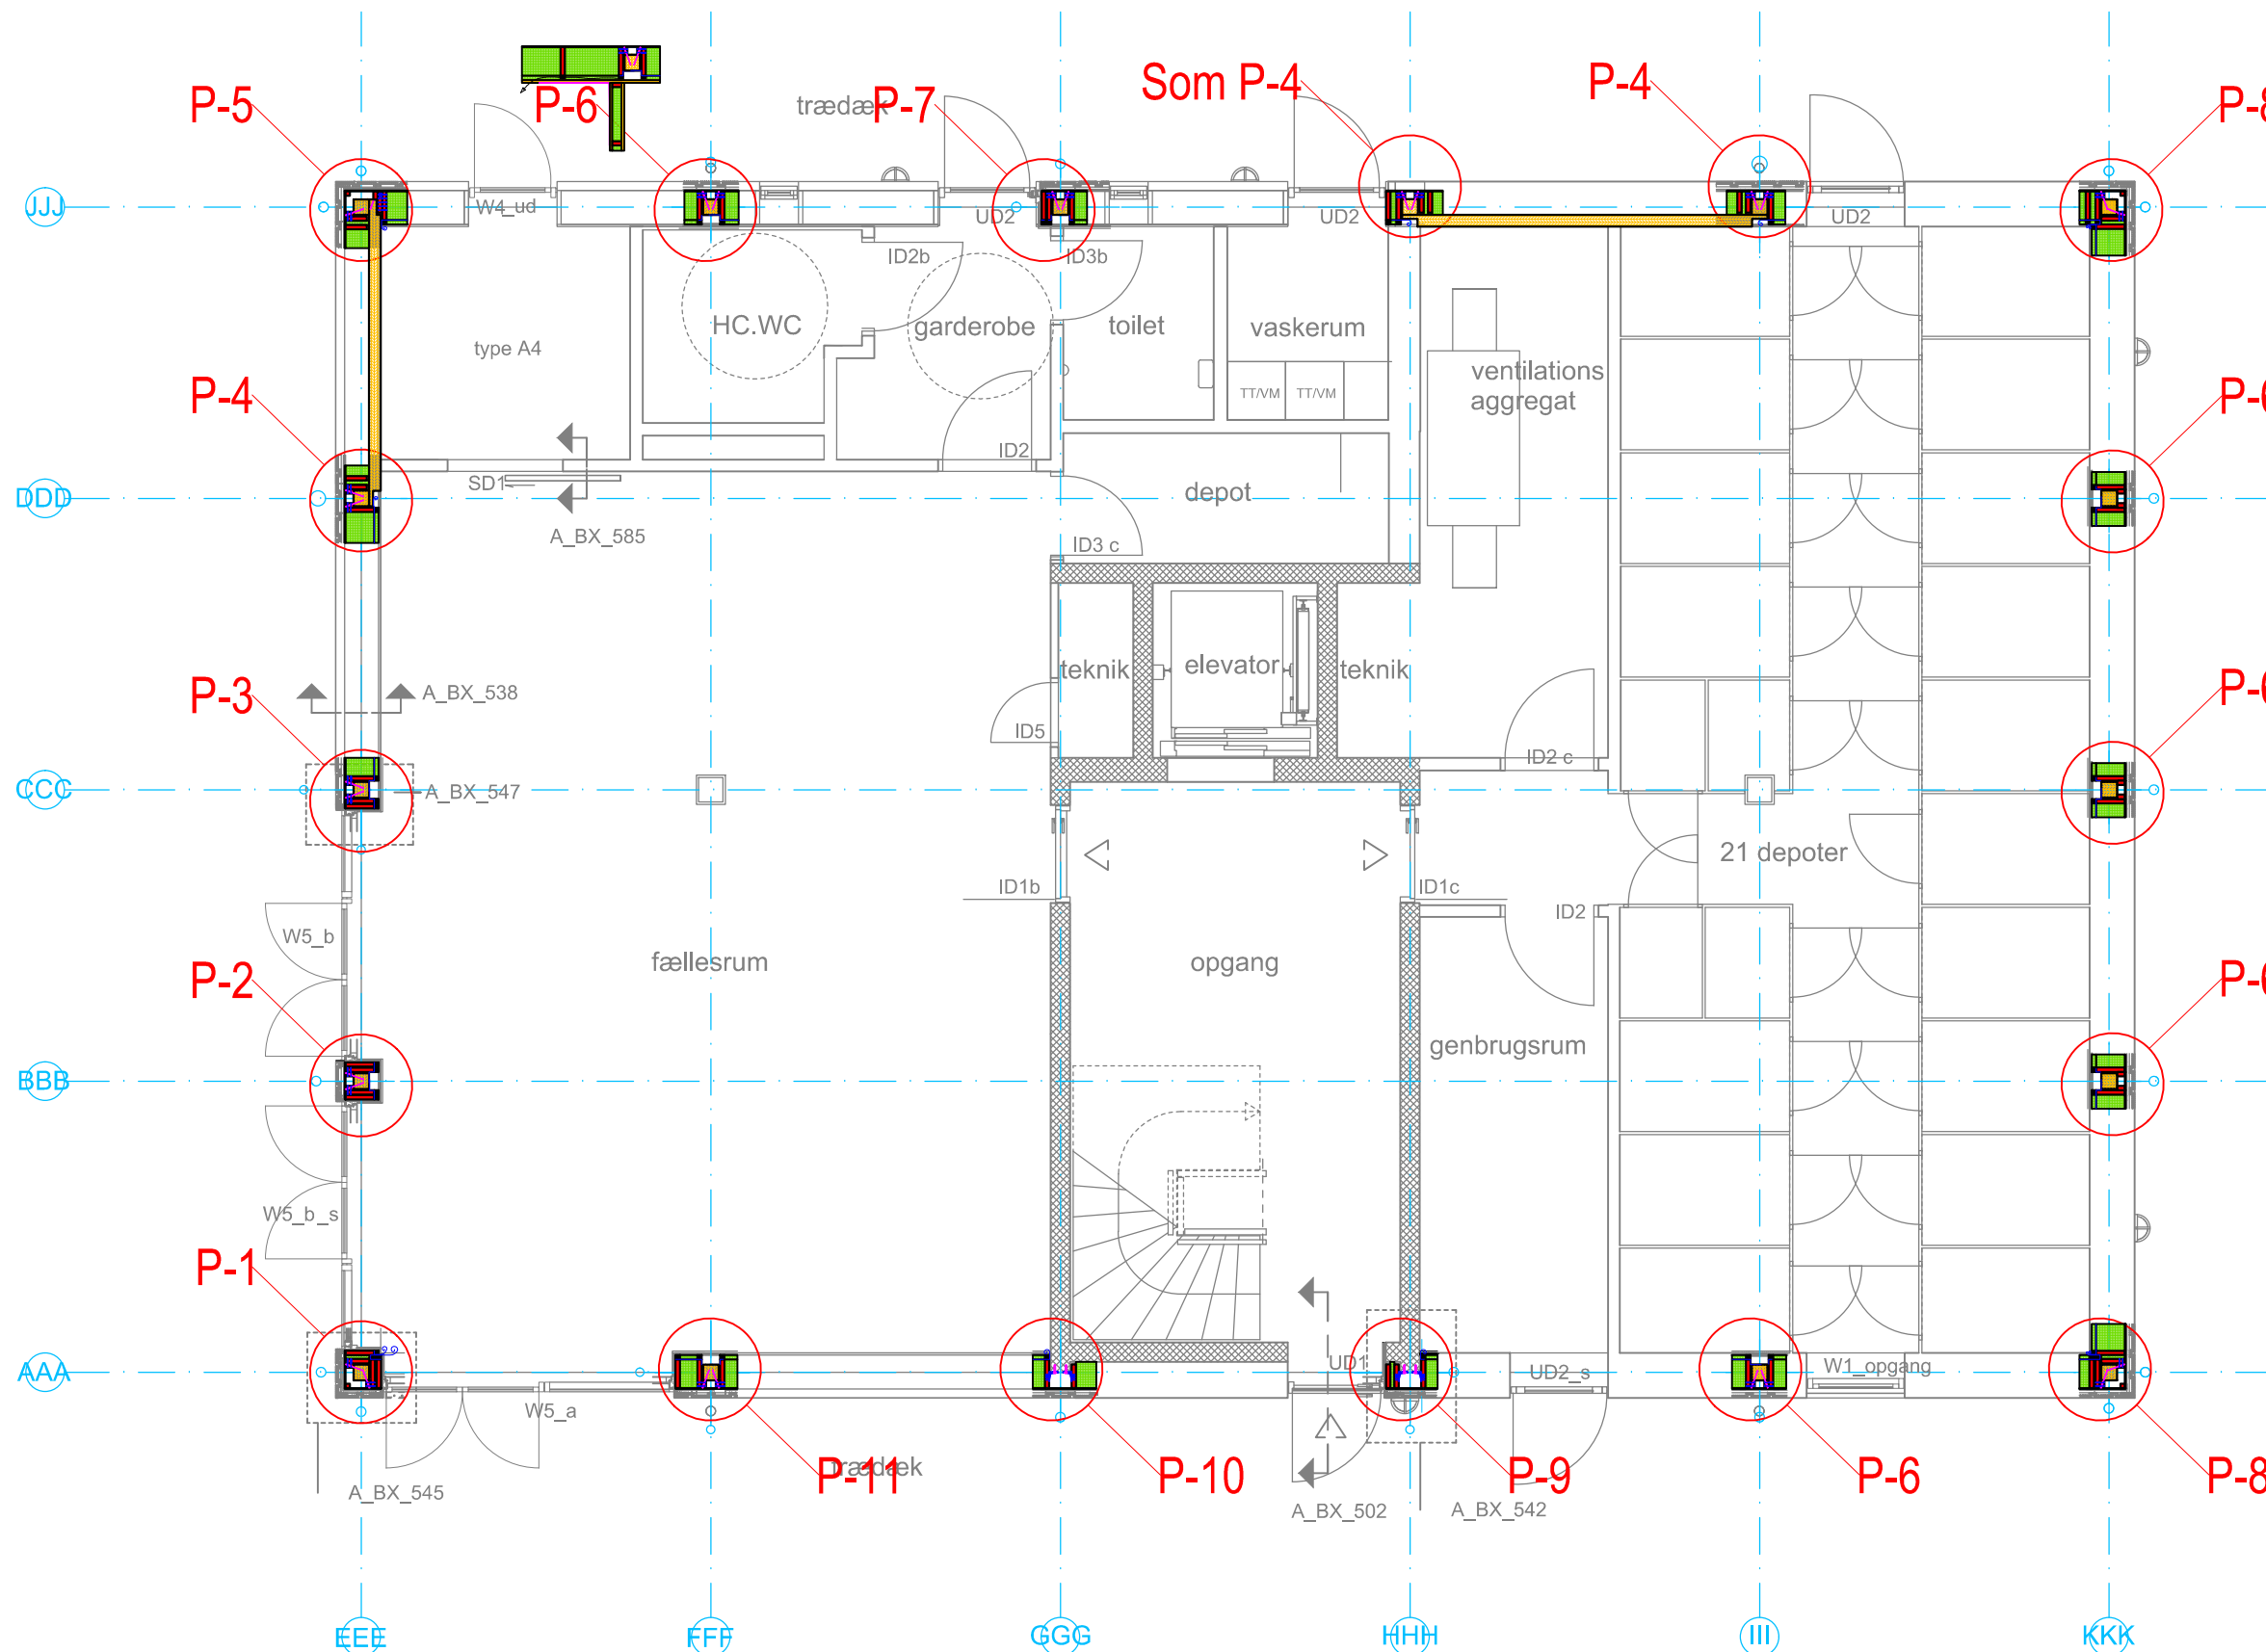 Som P-4
P-4
P-5
P-6
trædæk
P-7
P-8
JJJ
W4_ud
UD2
UD2
UD2
ID2b
ID3b
HC.WC
garderobe
toilet
vaskerum
type A4
ventilations
aggregat
P-4
P-6
TT/VM
TT/VM
ID2
SD1
DDD
depot
A_BX_585
ID3 c
teknik
elevator
teknik
P-3
A_BX_538
P-6
ID5
ID2 c
CCC
A_BX_547
21 depoter
ID1b
ID1c
ID2
W5_b
fællesrum
opgang
P-2
P-6
genbrugsrum
BBB
W5_b_s
P-1
AAA
UD1
UD2_s
W1_opgang
W5_a
trædæk
P-11
P-10
P-9
P-6
P-8
A_BX_545
A_BX_502
A_BX_542
EEE
FFF
GGG
HHH
III
KKK